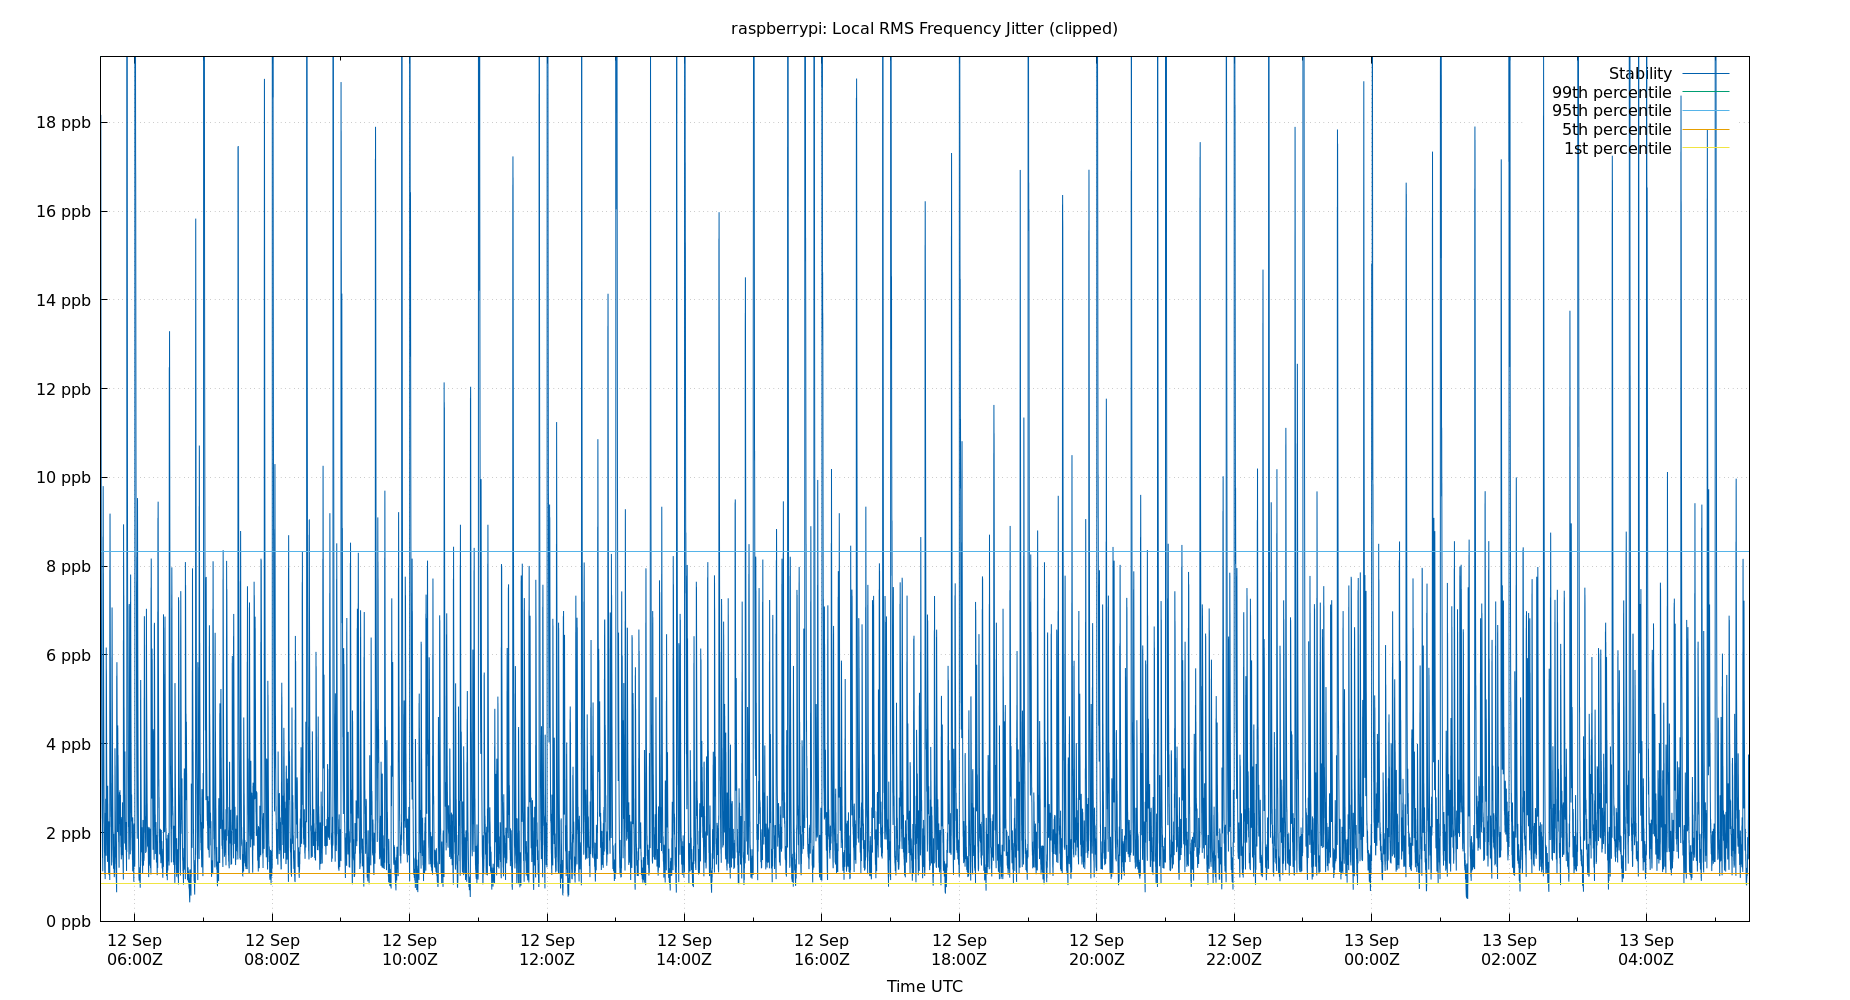 raspberrypi: Local RMS Frequency Jitter (clipped)
Stability
99th percentile
95th percentile
5th percentile
1st percentile
18 ppb
16 ppb
14 ppb
12 ppb
10 ppb
8 ppb
6 ppb
4 ppb
2 ppb
0 ppb
12 Sep 12 Sep 12 Sep 12 Sep 12 Sep 12 Sep 12 Sep 12 Sep 12 Sep 13 Sep 13 Sep 13 Sep
06:00Z 08:00Z 10:00Z 12:00Z 14:00Z 16:00Z 18:00Z 20:00Z 22:00Z 00:00Z 02:00Z 04:00Z
Time UTC